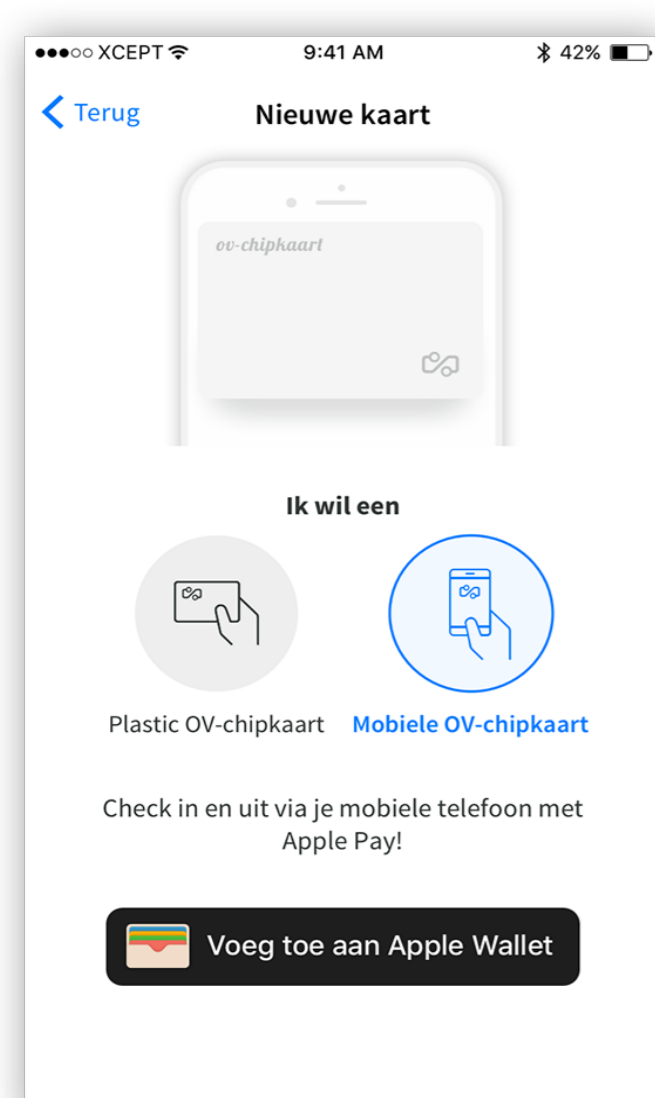 XCEPT 9:41 AM 42%
Terug Nieuwe kaart
ov-chipkaart
Ik wil een
Plastic OV-chipkaart Mobiele OV-chipkaart
Check in en uit via je mobiele telefoon met
Apple Pay!
Voeg toe aan Apple Wallet